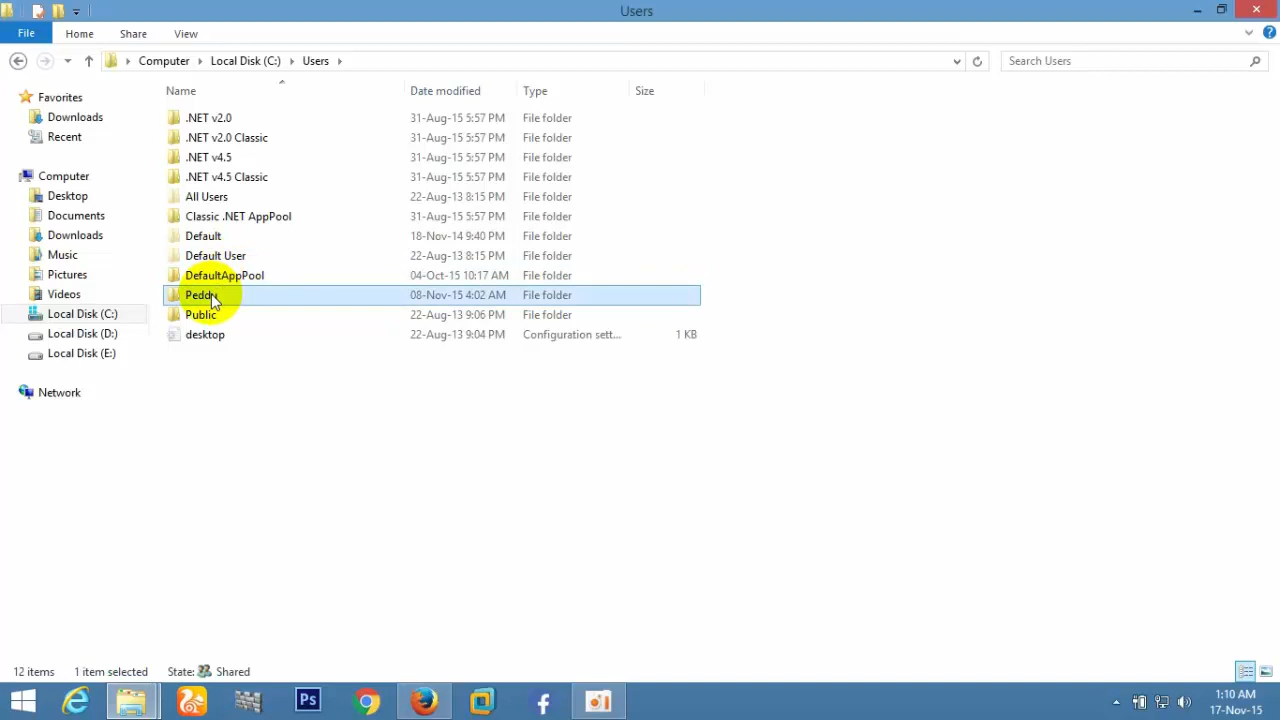 Users
File Home Share View
Computer Local Disk (C:) Users
Search Users
Name Date modified Type Size
Favorites
Downloads
Recent
Computer
Desktop
Documents
Downloads
Music
Pictures
Videos
Local Disk (C:)
Local Disk (D:)
Local Disk (E:)
Network
.NET v2.0 31-Aug-15 5:57 PM File folder
.NET v2.0 Classic 31-Aug-15 5:57 PM File folder
.NET v4.5 31-Aug-15 5:57 PM File folder
.NET v4.5 Classic 31-Aug-15 5:57 PM File folder
All Users 22-Aug-13 8:15 PM File folder
Classic .NET AppPool 31-Aug-15 5:57 PM File folder
Default 18-Nov-14 9:40 PM File folder
Default User 22-Aug-13 8:15 PM File folder
DefaultAppPool 04-Oct-15 10:17 AM File folder
Peddy 08-Nov-15 4:02 AM File folder
Public 22-Aug-13 9:06 PM File folder
desktop 22-Aug-13 9:04 PM Configuration sett... 1 KB
12 items 1 item selected State: Shared
Ps
1:10 AM
17-Nov-15